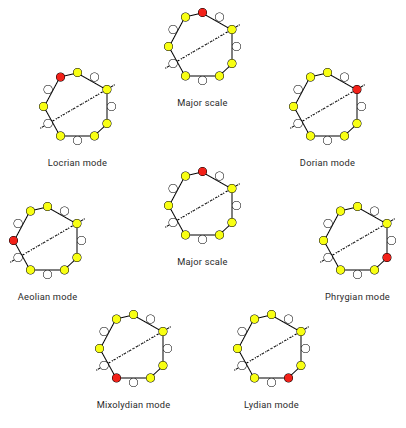 Major scale
Locrian mode
Dorian mode
Major scale
Aeolian mode
Phrygian mode
Mixolydian mode
Lydian mode